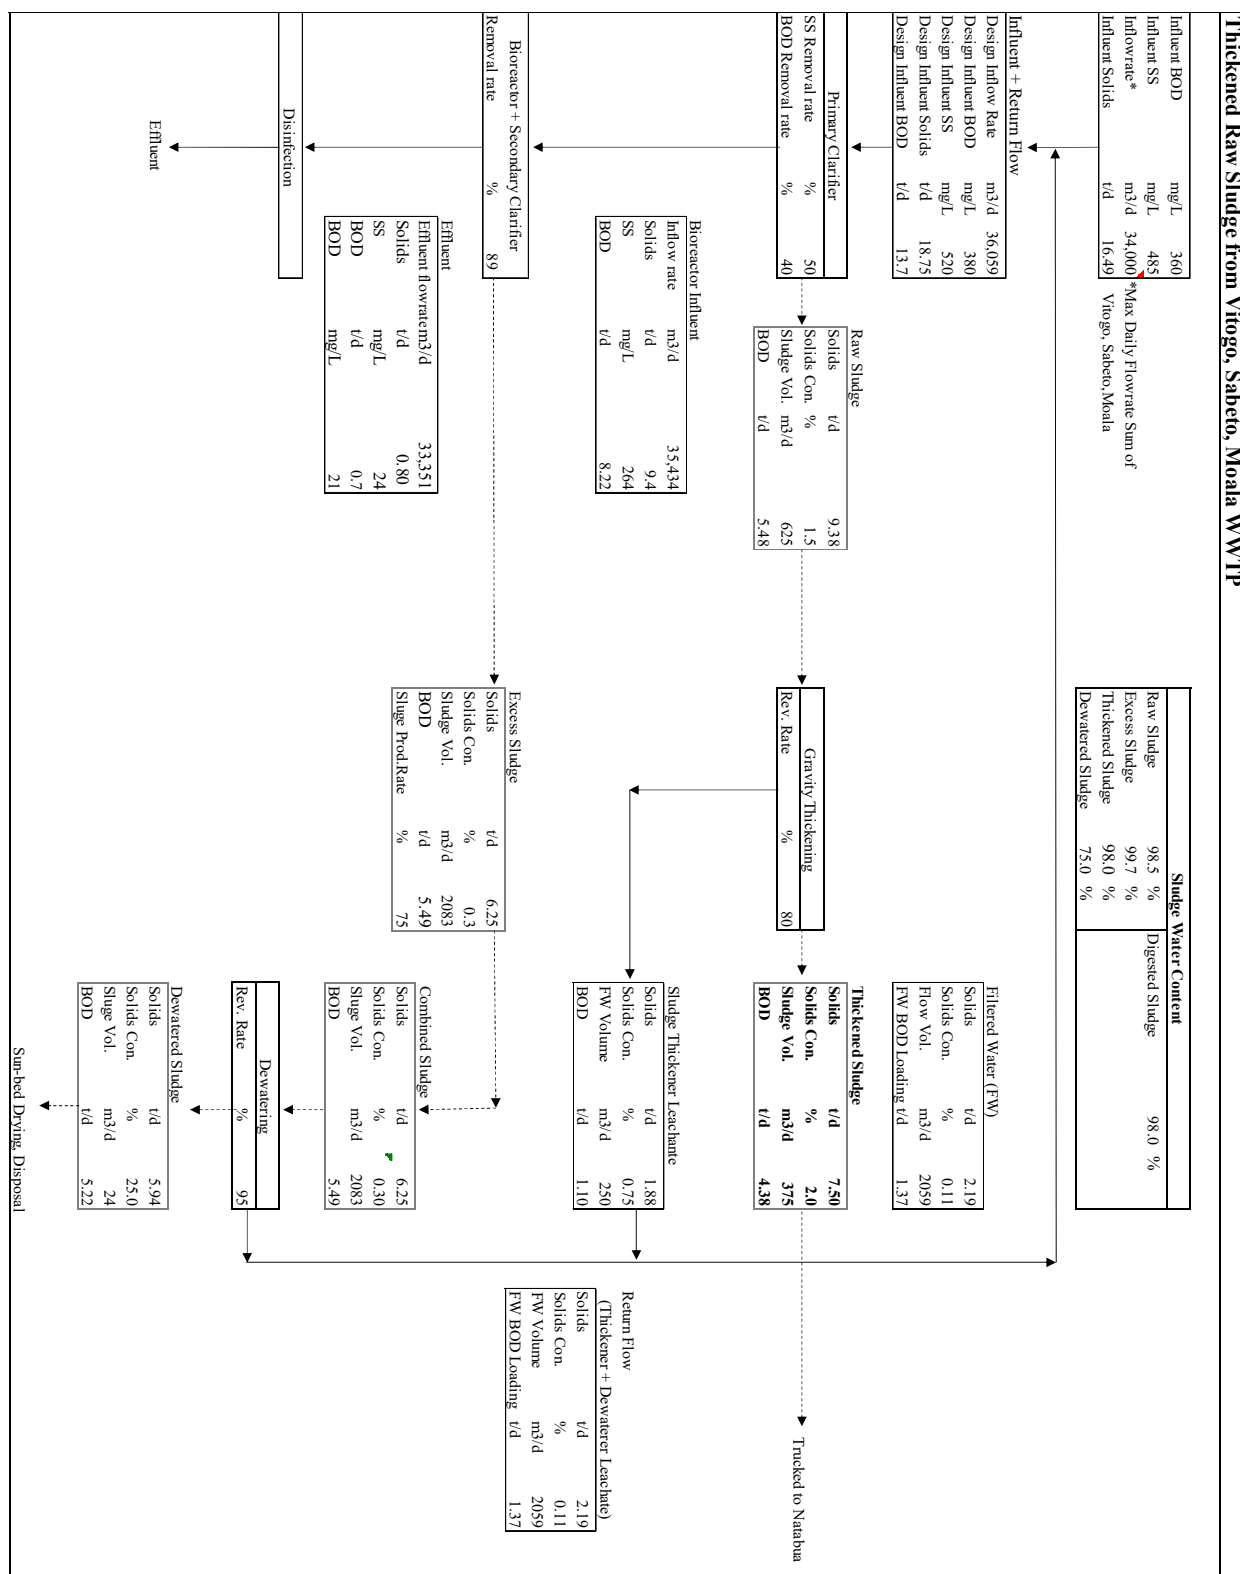 Thickened Raw Sludge from Vitogo, Sabeto, Moala WWTP
Influent BOD mg/L 360
Influent SS mg/L 485
Inflowrate* m3/d 34,000
Influent Solids t/d 16.49
*Max Daily Flowrate Sum of
Vitogo, Sabeto,Moala
Sludge Water Content
Raw Sludge 98.5 % Digested Sludge 98.0 %
Excess Sludge 99.7 %
Thickened Sludge 98.0 %
Dewatered Sludge 75.0 %
Influent + Return Flow
Design Inflow Rate m3/d 36,059
Design Influent BOD mg/L 380
Design Influent SS mg/L 520
Design Influent Solids t/d 18.75
Design Influent BOD t/d 13.7
Filtered Water (FW)
Solids t/d 2.19
Solids Con. % 0.11
Flow Vol. m3/d 2059
FW BOD Loading t/d 1.37
Primary Clarifier
SS Removal rate % 50
BOD Removal rate % 40
Raw Sludge
Solids t/d 9.38
Solids Con. % 1.5
Sludge Vol. m3/d 625
BOD t/d 5.48
Gravity Thickening
Rev. Rate % 80
Thickened Sludge
Solids t/d 7.50
Solids Con. % 2.0
Sludge Vol. m3/d 375
BOD t/d 4.38
Trucked to Natabua
Bioreactor Influent
Inflow rate m3/d 35,434
Solids t/d 9.4
SS mg/L 264
BOD t/d 8.22
Sludge Thickener Leachante
Solids t/d 1.88
Solids Con. % 0.75
FW Volume m3/d 250
BOD t/d 1.10
Return Flow
(Thickener + Dewaterer Leachate)
Solids t/d 2.19
Solids Con. % 0.11
FW Volume m3/d 2059
FW BOD Loading t/d 1.37
Bioreactor + Secondary Clarifier
Removal rate % 89
Excess Sludge
Solids t/d 6.25
Solids Con. % 0.3
Sludge Vol. m3/d 2083
BOD t/d 5.49
Sluge Prod.Rate % 75
Effluent
Effluent flowrate m3/d 33,351
Solids t/d 0.80
SS mg/L 24
BOD t/d 0.7
BOD mg/L 21
Combined Sludge
Solids t/d 6.25
Solids Con. % 0.30
Sluge Vol. m3/d 2083
BOD t/d 5.49
Disinfection
Dewatering
Rev. Rate % 95
Effluent
Dewatered Sludge
Solids t/d 5.94
Solids Con. % 25.0
Sluge Vol. m3/d 24
BOD t/d 5.22
Sun-bed Drying, Disposal